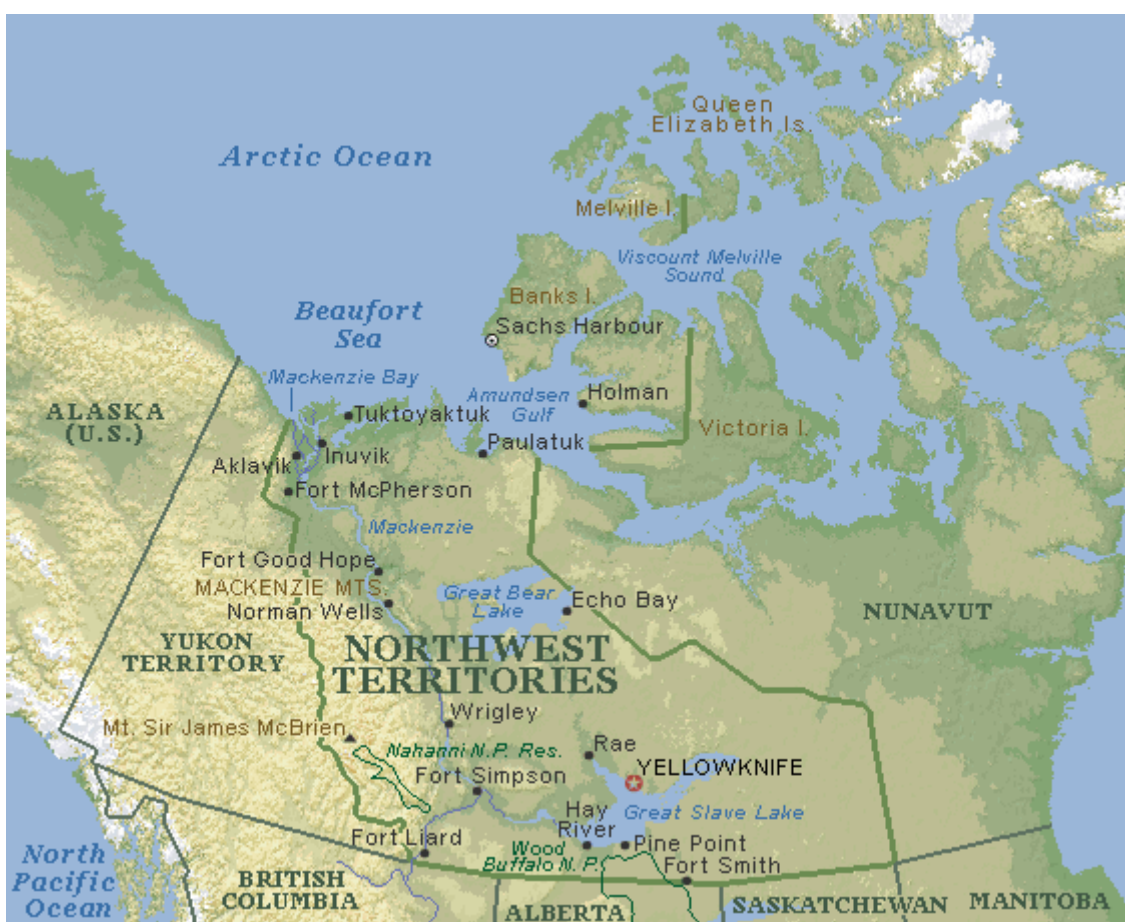 Queen
Elizabeth Is.
Arctic Ocean
Melville I.
Viscount Melville
Sound
Banks I.
Beaufort
Sea
Sachs Harbour
Mackenzie Bay
Amundsen
Gulf
Holman
ALASKA
(U.S.)
Tuktoyaktuk
Victoria I.
Paulatuk
Inuvik
Aklavik
Fort McPherson
Mackenzie
Fort Good Hope
MACKENZIE MTS.
Great Bear
Lake
Echo Bay
Norman Wells
NUNAVUT
YUKON
TERRITORY
NORTHWEST
TERRITORIES
Wrigley
Mt. Sir James McBrien
Nahanni N.P. Res.
Rae
YELLOWKNIFE
Fort Simpson
Hay
River
Great Slave Lake
Fort Liard
Pine Point
Wood
Buffalo N.P.
Fort Smith
North
Pacific
Ocean
BRITISH
COLUMBIA
ALBERTA
SASKATCHEWAN
MANITOBA